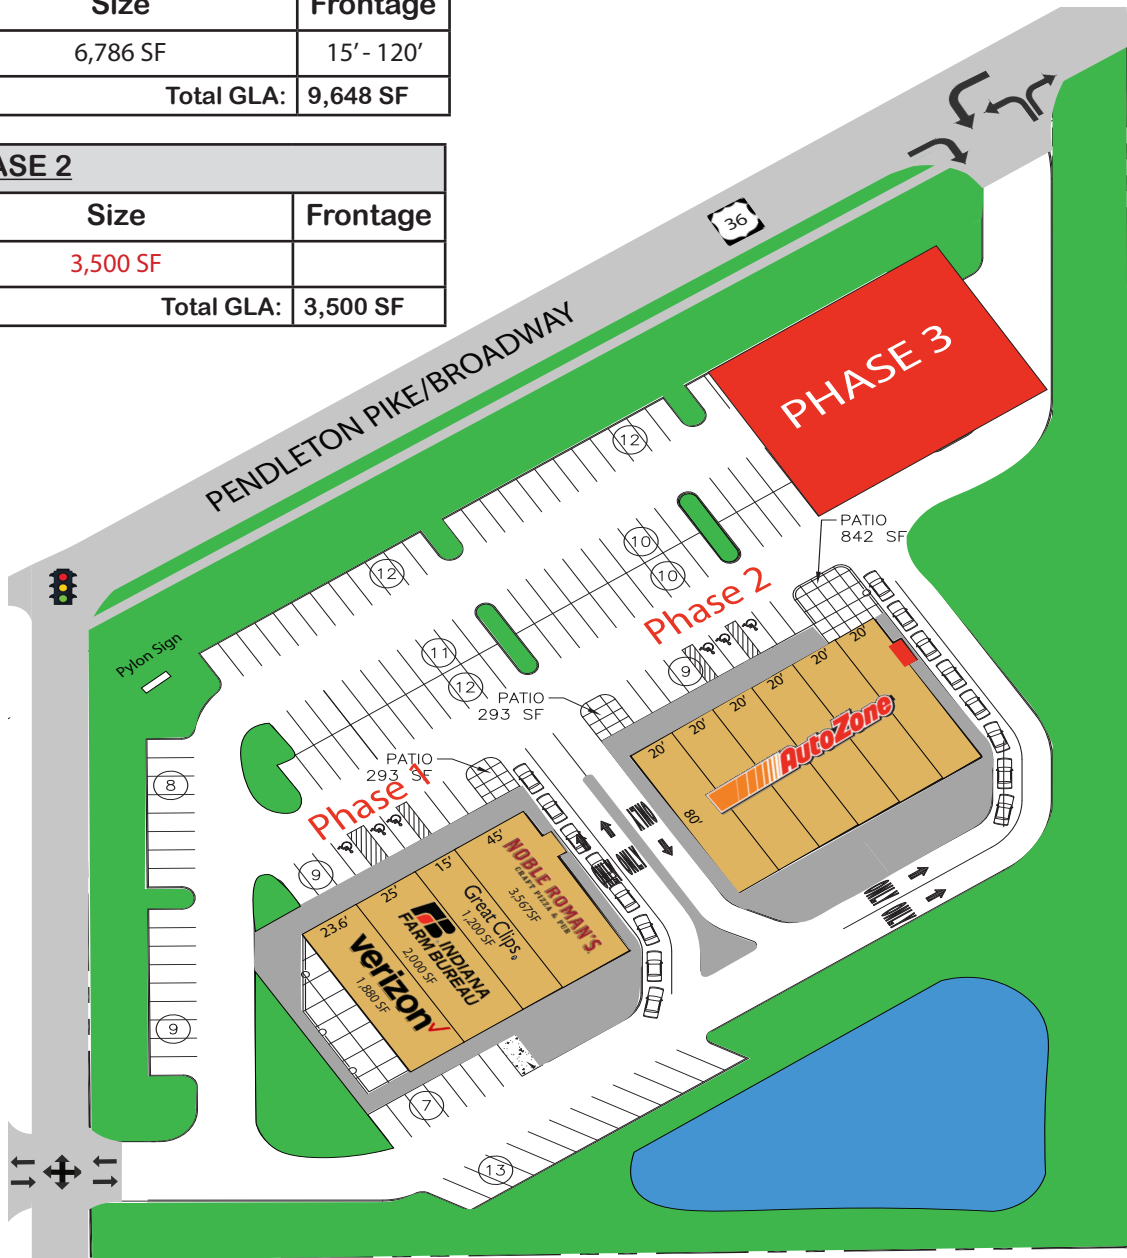 Size Frontage
6,786 SF 15’ - 120’
Total GLA: 9,648 SF
ASE 2
Size Frontage
3,500 SF
Total GLA: 3,500 SF
36
PENDLETON PIKE/BROADWAY
PHASE 3
12
PATIO
842 SF
10
10
12
Phase 2
Pylon Sign
11
12
9
PATIO
293 SF
20'
20'
20'
20'
20'
20'
AutoZone
80'
PATIO
293 SF
8
Phase 1
9
45'
15'
25'
23.6'
NOBLE ROMAN'S
CRAFT PIZZA & PUB
3,567SF
Great Clips
1,200 SF
INDIANA
FARM BUREAU
2,000 SF
verizon
1,880 SF
ONLY
ONLY
9
7
13